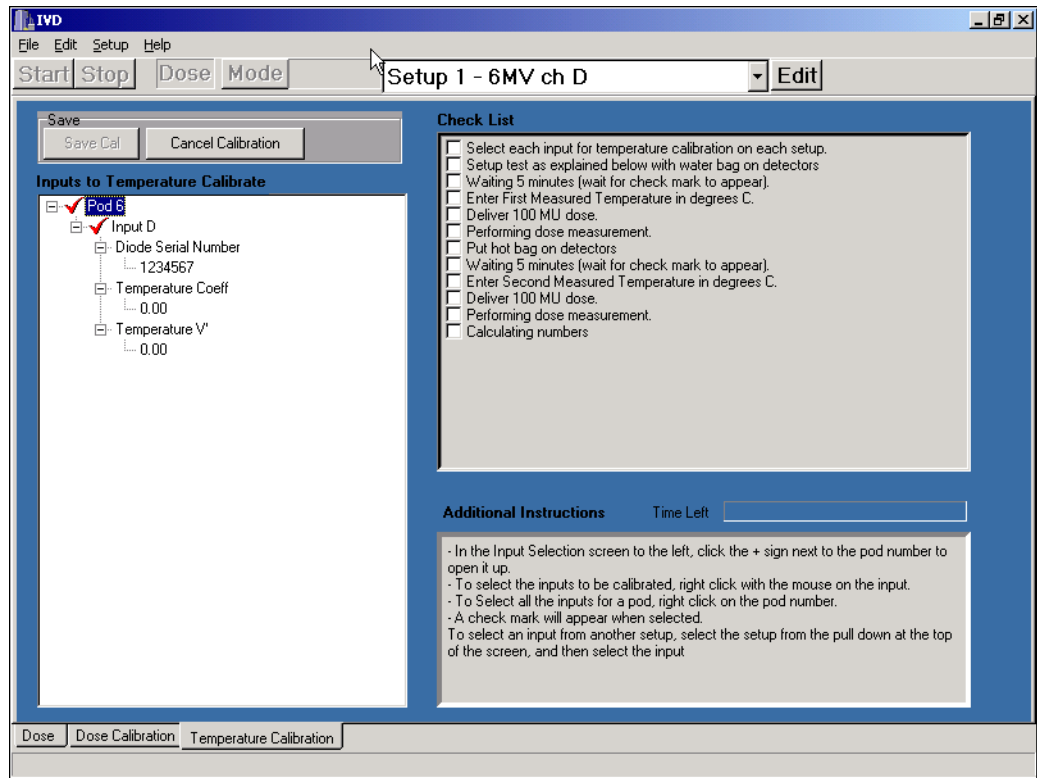 IVD
File Edit Setup Help
Start Stop Dose Mode Setup 1 - 6MV ch D Edit
Save
Save Cal Cancel Calibration
Inputs to Temperature Calibrate
Pod 6
Input D
Diode Serial Number
1234567
Temperature Coeff
0.00
Temperature V'
0.00
Check List
Select each input for temperature calibration on each setup.
Setup test as explained below with water bag on detectors
Waiting 5 minutes (wait for check mark to appear).
Enter First Measured Temperature in degrees C.
Deliver 100 MU dose.
Performing dose measurement.
Put hot bag on detectors
Waiting 5 minutes (wait for check mark to appear).
Enter Second Measured Temperature in degrees C.
Deliver 100 MU dose.
Performing dose measurement.
Calculating numbers
Additional Instructions Time Left
- In the Input Selection screen to the left, click the + sign next to the pod number to
open it up.
- To select the inputs to be calibrated, right click with the mouse on the input.
- To Select all the inputs for a pod, right click on the pod number.
- A check mark will appear when selected.
To select an input from another setup, select the setup from the pull down at the top
of the screen, and then select the input
Dose Dose Calibration Temperature Calibration